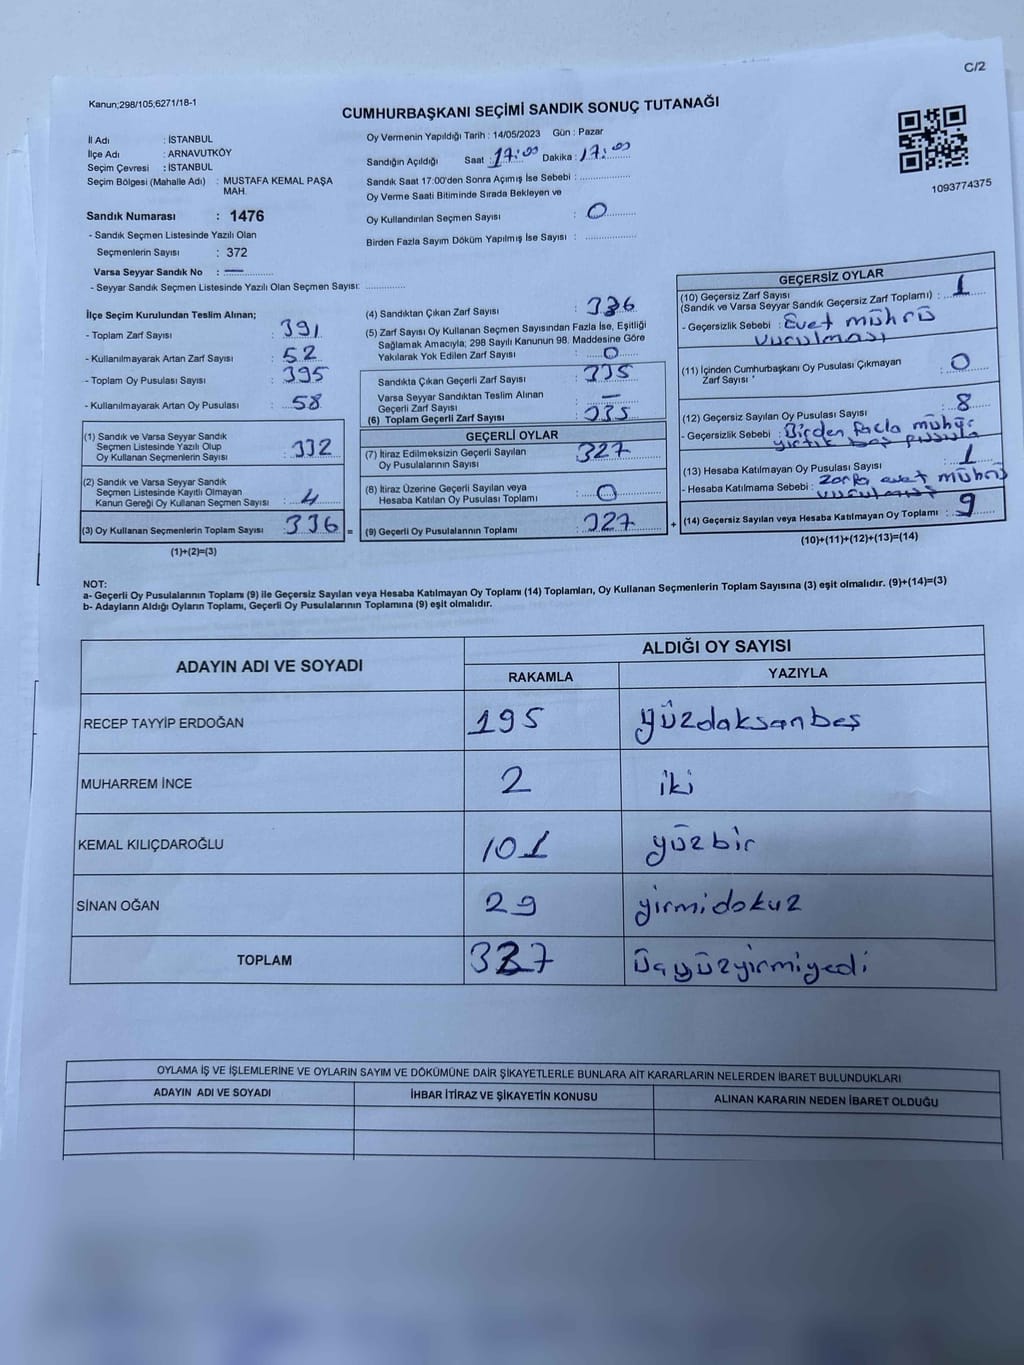 C/2
Kanun;298/105;6271/18-1
CUMHURBAŞKANI SEÇİMİ SANDIK SONUÇ TUTANAĞI
İl Adı : İSTANBUL
İlçe Adı : ARNAVUTKÖY
Seçim Çevresi : İSTANBUL
Seçim Bölgesi (Mahalle Adı) : MUSTAFA KEMAL PAŞA MAH.
Sandık Numarası : 1476
- Sandık Seçmen Listesinde Yazılı Olan
Seçmenlerin Sayısı : 372
Varsa Seyyar Sandık No : —
- Seyyar Sandık Seçmen Listesinde Yazılı Olan Seçmen Sayısı:
Oy Vermenin Yapıldığı Tarih : 14/05/2023 Gün : Pazar
Sandığın Açıldığı Saat : 17:00 Dakika : 17:00
Sandık Saat 17:00'den Sonra Açımış İse Sebebi :
Oy Verme Saati Bitiminde Sırada Bekleyen ve
Oy Kullandırılan Seçmen Sayısı : 0
Birden Fazla Sayım Döküm Yapılmış İse Sayısı :
1093774375
İlçe Seçim Kurulundan Teslim Alınan;
- Toplam Zarf Sayısı : 391
- Kullanılmayarak Artan Zarf Sayısı : 52
- Toplam Oy Pusulası Sayısı : 395
- Kullanılmayarak Artan Oy Pusulası : 58
(1) Sandık ve Varsa Seyyar Sandık
Seçmen Listesinde Yazılı Olup
Oy Kullanan Seçmenlerin Sayısı : 332
(2) Sandık ve Varsa Seyyar Sandık
Seçmen Listesinde Kayıtlı Olmayan
Kanun Gereği Oy Kullanan Seçmen Sayısı : 4
(3) Oy Kullanan Seçmenlerin Toplam Sayısı : 336 =
(1)+(2)=(3)
(4) Sandıktan Çıkan Zarf Sayısı : 336
(5) Zarf Sayısı Oy Kullanan Seçmen Sayısından Fazla İse, Eşitliği
Sağlamak Amacıyla; 298 Sayılı Kanunun 98. Maddesine Göre
Yakılarak Yok Edilen Zarf Sayısı : 0
Sandıkta Çıkan Geçerli Zarf Sayısı : 335
Varsa Seyyar Sandıktan Teslim Alınan
Geçerli Zarf Sayısı : —
(6) Toplam Geçerli Zarf Sayısı : 335
GEÇERLİ OYLAR
(7) İtiraz Edilmeksizin Geçerli Sayılan
Oy Pusulalarının Sayısı : 327
(8) İtiraz Üzerine Geçerli Sayılan veya
Hesaba Katılan Oy Pusulası Toplamı : 0
(9) Geçerli Oy Pusulalarının Toplamı : 327 +
GEÇERSİZ OYLAR
(10) Geçersiz Zarf Sayısı
(Sandık ve Varsa Seyyar Sandık Geçersiz Zarf Toplamı) : 1
- Geçersizlik Sebebi : Evet mührü
vurulması
(11) İçinden Cumhurbaşkanı Oy Pusulası Çıkmayan
Zarf Sayısı : 0
(12) Geçersiz Sayılan Oy Pusulası Sayısı : 8
- Geçersizlik Sebebi : Birden fazla mühür
yırtık boş pusula
(13) Hesaba Katılmayan Oy Pusulası Sayısı : 1
- Hesaba Katılmama Sebebi : Zarfa evet mührü
vurulması
(14) Geçersiz Sayılan veya Hesaba Katılmayan Oy Toplamı : 9
(10)+(11)+(12)+(13)=(14)
NOT:
a- Geçerli Oy Pusulalarının Toplamı (9) ile Geçersiz Sayılan veya Hesaba Katılmayan Oy Toplamı (14) Toplamları, Oy Kullanan Seçmenlerin Toplam Sayısına (3) eşit olmalıdır. (9)+(14)=(3)
b- Adayların Aldığı Oyların Toplamı, Geçerli Oy Pusulalarının Toplamına (9) eşit olmalıdır.
ADAYIN ADI VE SOYADI ALDIĞI OY SAYISI
RAKAMLA YAZIYLA
RECEP TAYYİP ERDOĞAN 195 yüzdaksanbeş
MUHARREM İNCE 2 iki
KEMAL KILIÇDAROĞLU 101 yüzbir
SİNAN OĞAN 29 yirmidokuz
TOPLAM 327 üçyüzyirmiyedi
OYLAMA İŞ VE İŞLEMLERİNE VE OYLARIN SAYIM VE DÖKÜMÜNE DAİR ŞİKAYETLERLE BUNLARA AİT KARARLARIN NELERDEN İBARET BULUNDUKLARI
ADAYIN ADI VE SOYADI İHBAR İTİRAZ VE ŞİKAYETİN KONUSU ALINAN KARARIN NEDEN İBARET OLDUĞU